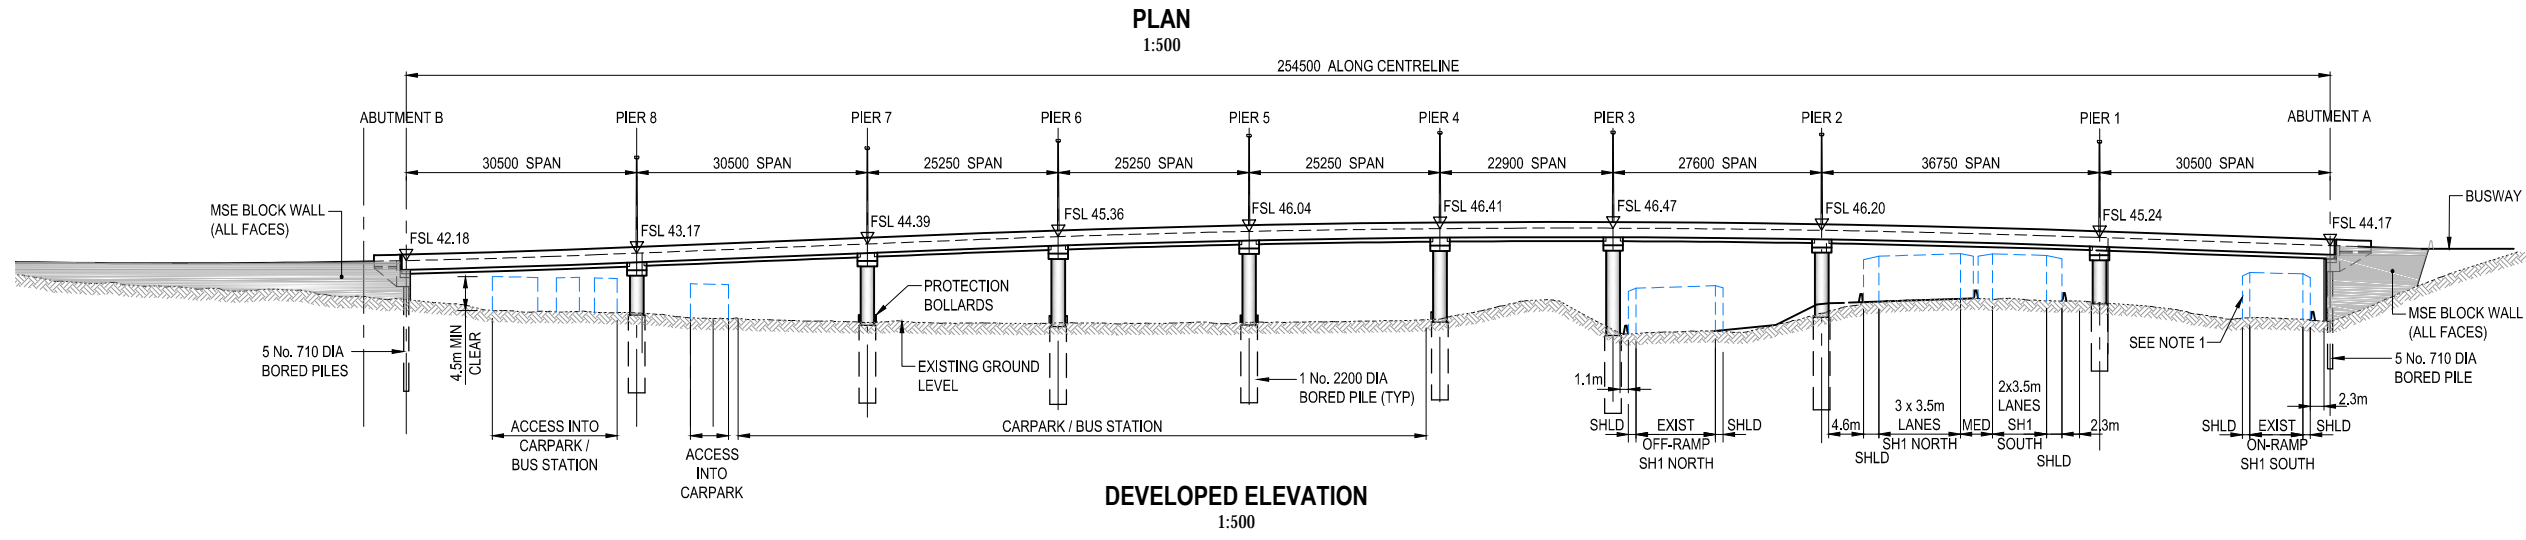 PLAN
1:500
254500 ALONG CENTRELINE
ABUTMENT B
PIER 8
PIER 7
PIER 6
PIER 5
PIER 4
PIER 3
PIER 2
PIER 1
ABUTMENT A
30500 SPAN
30500 SPAN
25250 SPAN
25250 SPAN
25250 SPAN
22900 SPAN
27600 SPAN
36750 SPAN
30500 SPAN
MSE BLOCK WALL
(ALL FACES)
FSL 42.18
FSL 43.17
FSL 44.39
FSL 45.36
FSL 46.04
FSL 46.41
FSL 46.47
FSL 46.20
FSL 45.24
FSL 44.17
BUSWAY
PROTECTION
BOLLARDS
MSE BLOCK WALL
(ALL FACES)
SEE NOTE 1
5 No. 710 DIA
BORED PILES
4.5m MIN
CLEAR
EXISTING GROUND
LEVEL
1 No. 2200 DIA
BORED PILE (TYP)
5 No. 710 DIA
BORED PILE
ACCESS INTO
CARPARK /
BUS STATION
ACCESS
INTO
CARPARK
CARPARK / BUS STATION
1.1m
SHLD
EXIST
OFF-RAMP
SH1 NORTH
SHLD
4.6m
SHLD
3 x 3.5m
LANES
SH1 NORTH
MED
2x3.5m
LANES
SH1
SOUTH
SHLD
2.3m
SHLD
EXIST
ON-RAMP
SH1 SOUTH
SHLD
2.3m
DEVELOPED ELEVATION
1:500